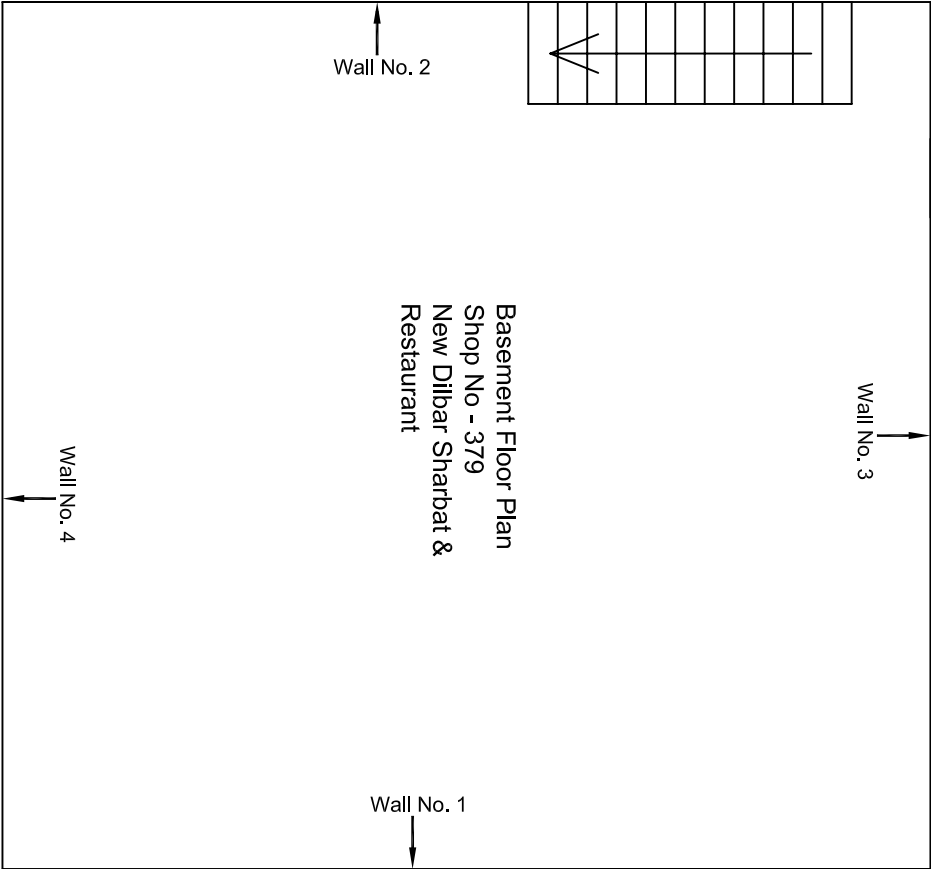 Wall No. 2
Basement Floor Plan
Shop No - 379
New Dilbar Sharbat &
Restaurant
Wall No. 3
Wall No. 4
Wall No. 1